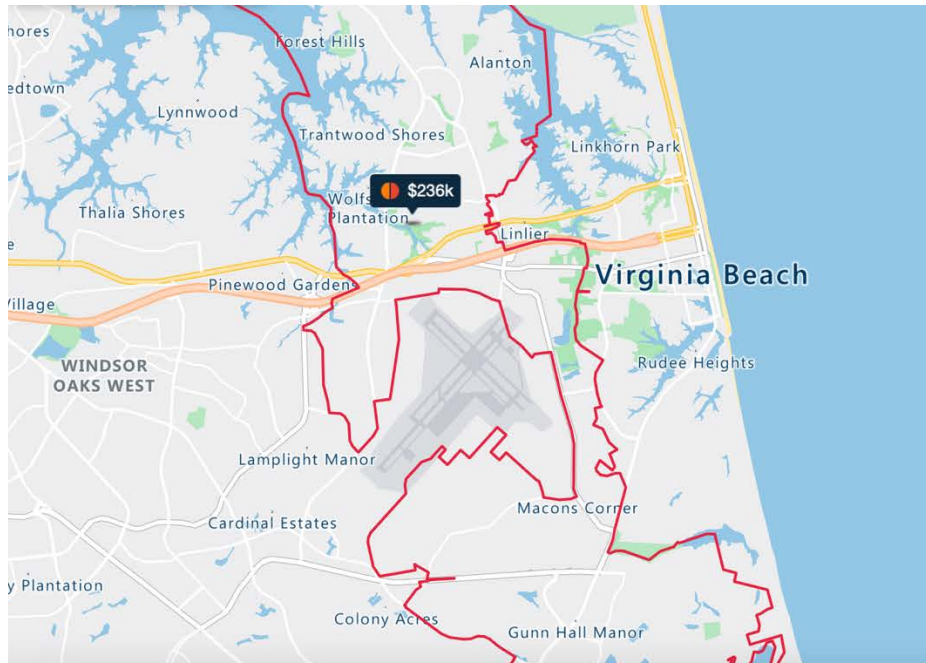 hores
Forest Hills
Alanton
edtown
Lynnwood
Trantwood Shores
Linkhorn Park
$236k
Wolfs
Plantation
Thalia Shores
Linlier
e
Pinewood Gardens
Virginia Beach
Village
WINDSOR
OAKS WEST
Rudee Heights
Lamplight Manor
Macons Corner
Cardinal Estates
y Plantation
Colony Acres
Gunn Hall Manor